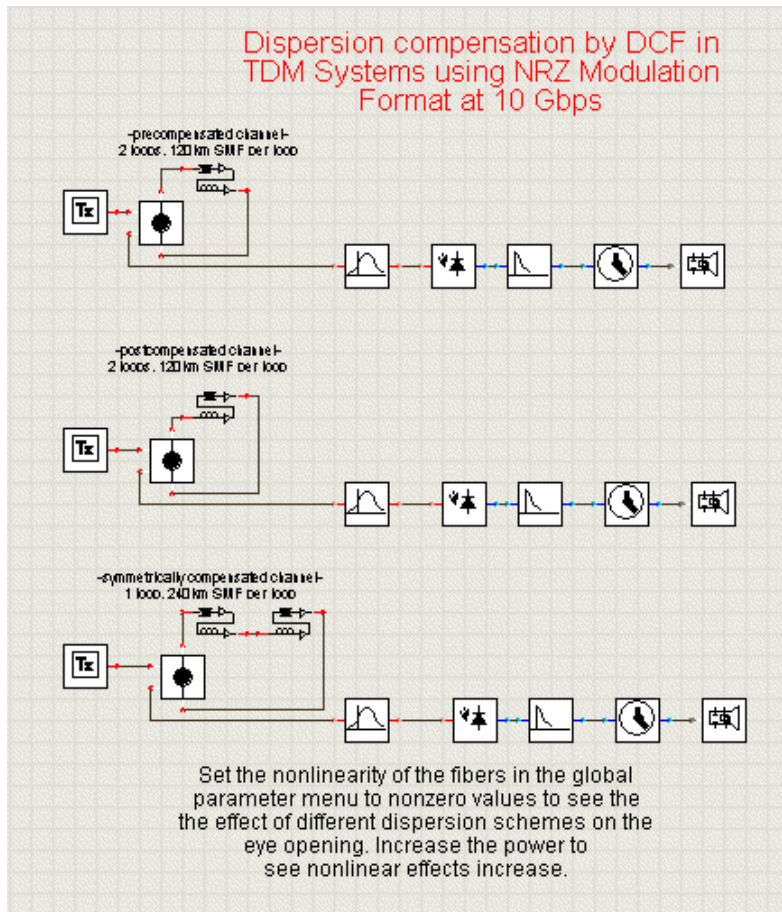 Dispersion compensation by DCF in
TDM Systems using NRZ Modulation
Format at 10 Gbps
-precompensated channel-
2 loops, 120 km SMF per loop
Tx
-postcompensated channel-
2 loops, 120 km SMF per loop
Tx
-symmetrically compensated channel-
1 loop, 240 km SMF per loop
Tx
Set the nonlinearity of the fibers in the global
parameter menu to nonzero values to see the
the effect of different dispersion schemes on the
eye opening. Increase the power to
see nonlinear effects increase.